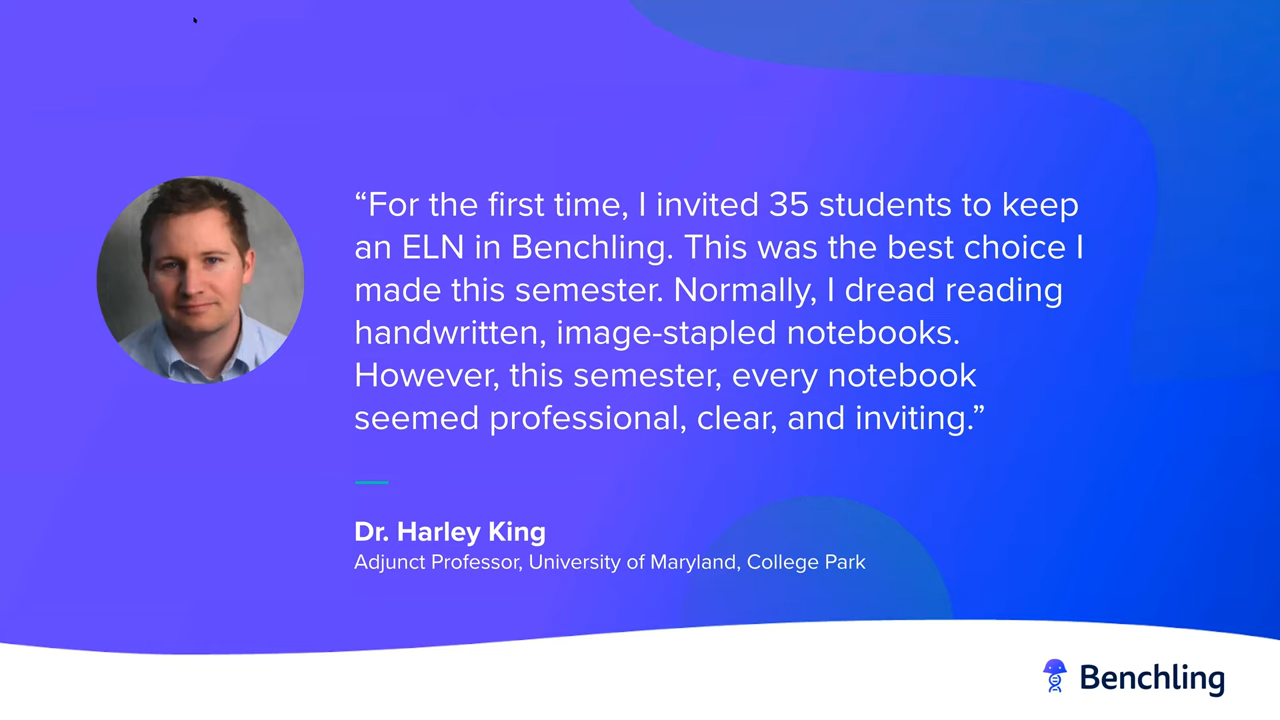 “For the first time, I invited 35 students to keep
an ELN in Benchling. This was the best choice I
made this semester. Normally, I dread reading
handwritten, image-stapled notebooks.
However, this semester, every notebook
seemed professional, clear, and inviting.”
Dr. Harley King
Adjunct Professor, University of Maryland, College Park
Benchling